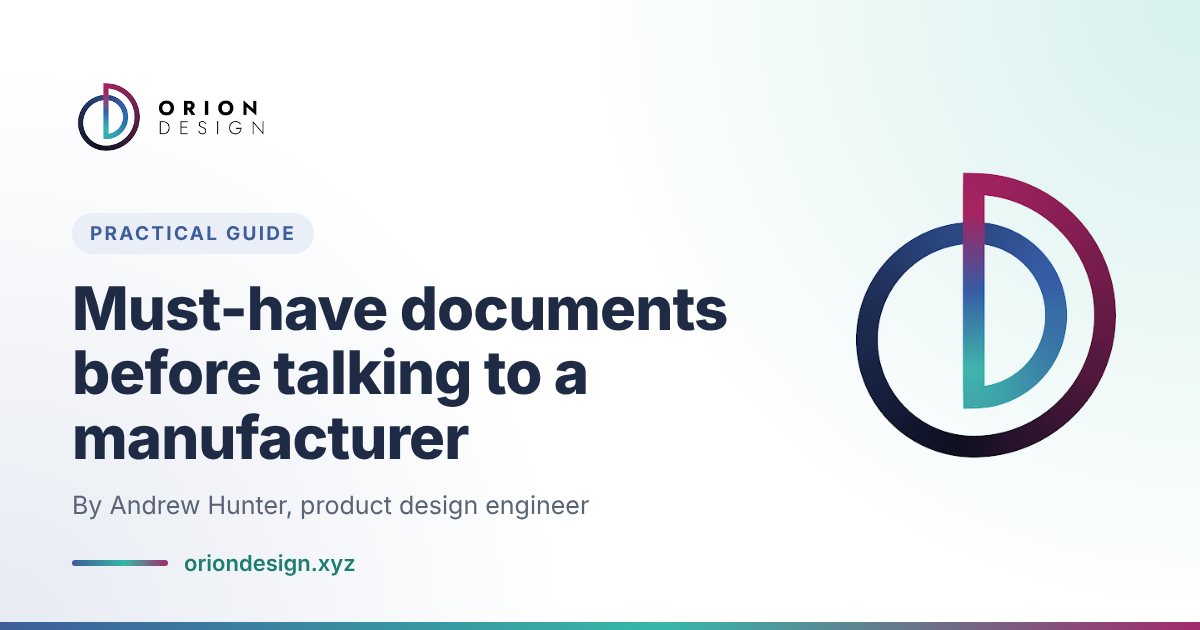 ORION
DESIGN
PRACTICAL GUIDE
Must-have documents
before talking to a
manufacturer
By Andrew Hunter, product design engineer
oriondesign.xyz